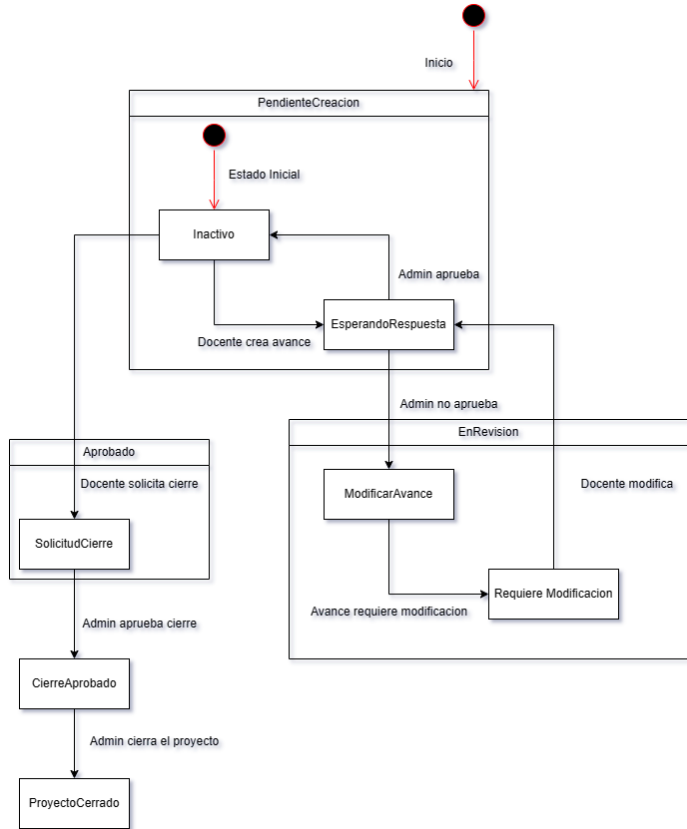 Inicio
PendienteCreacion
Estado Inicial
Inactivo
Admin aprueba
EsperandoRespuesta
Docente crea avance
Admin no aprueba
EnRevision
Aprobado
Docente solicita cierre
ModificarAvance
Docente modifica
SolicitudCierre
Requiere Modificacion
Avance requiere modificacion
Admin aprueba cierre
CierreAprobado
Admin cierra el proyecto
ProyectoCerrado